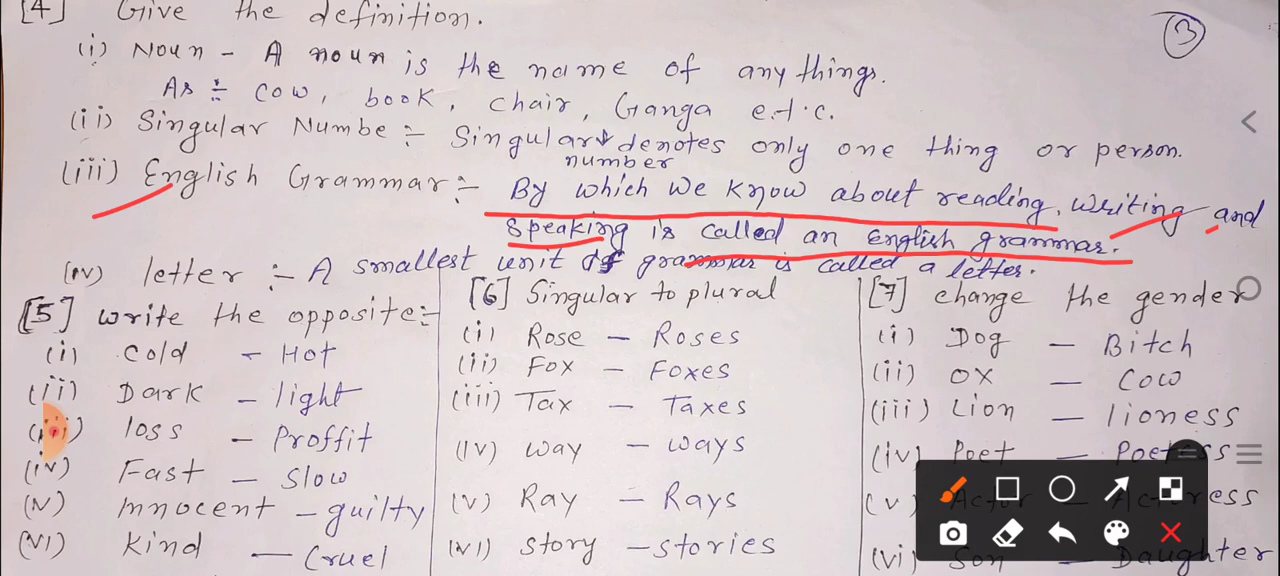 [4] Give the definition.
3
(i) Noun - A noun is the name of any things.
As :- cow, book, chair, Ganga e.t.c.
(ii) Singular Numbe :- Singular denotes only one thing or person.
number
(iii) English Grammar :- By which we know about reading, writing and
speaking is called an English grammar.
(iv) letter :- A smallest unit of grammar is called a letter.
[5] write the opposite :-
(i) Cold - Hot
(ii) Dark - light
loss - Proffit
(iv) Fast - Slow
(v) Innocent - guilty
(vi) Kind - Cruel
[6] Singular to plural
(i) Rose - Roses
(ii) Fox - Foxes
(iii) Tax - Taxes
(iv) way - ways
(v) Ray - Rays
(vi) story - stories
[7] change the gender
(i) Dog - Bitch
(ii) ox - Cow
(iii) Lion - lioness
(iv) Poet - Poetess
(v) Actor - Actress
(vi) Son - Daughter